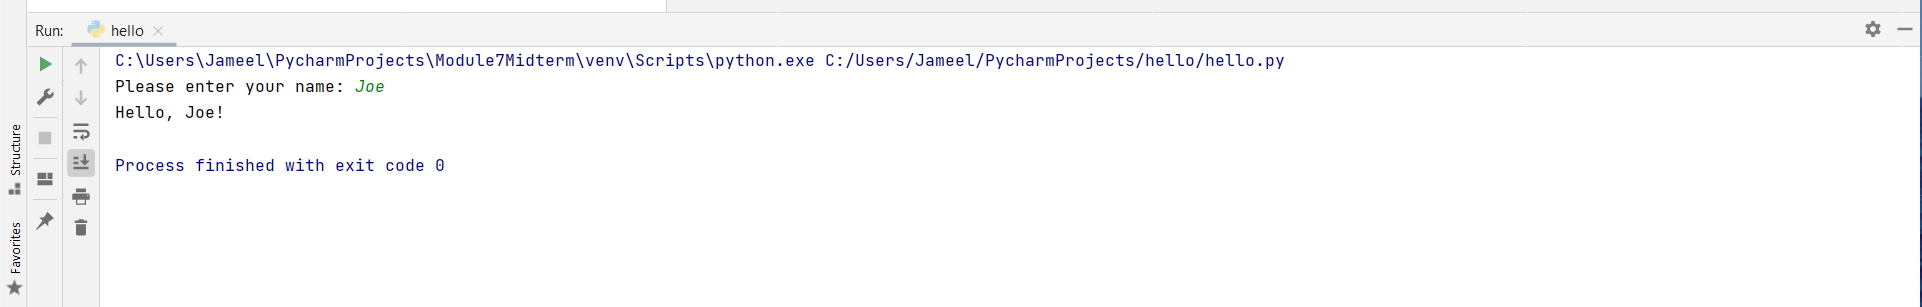 Run: hello
C:\Users\Jameel\PycharmProjects\Module7Midterm\venv\Scripts\python.exe C:/Users/Jameel/PycharmProjects/hello/hello.py
Please enter your name: Joe
Hello, Joe!
Process finished with exit code 0
Structure
Favorites